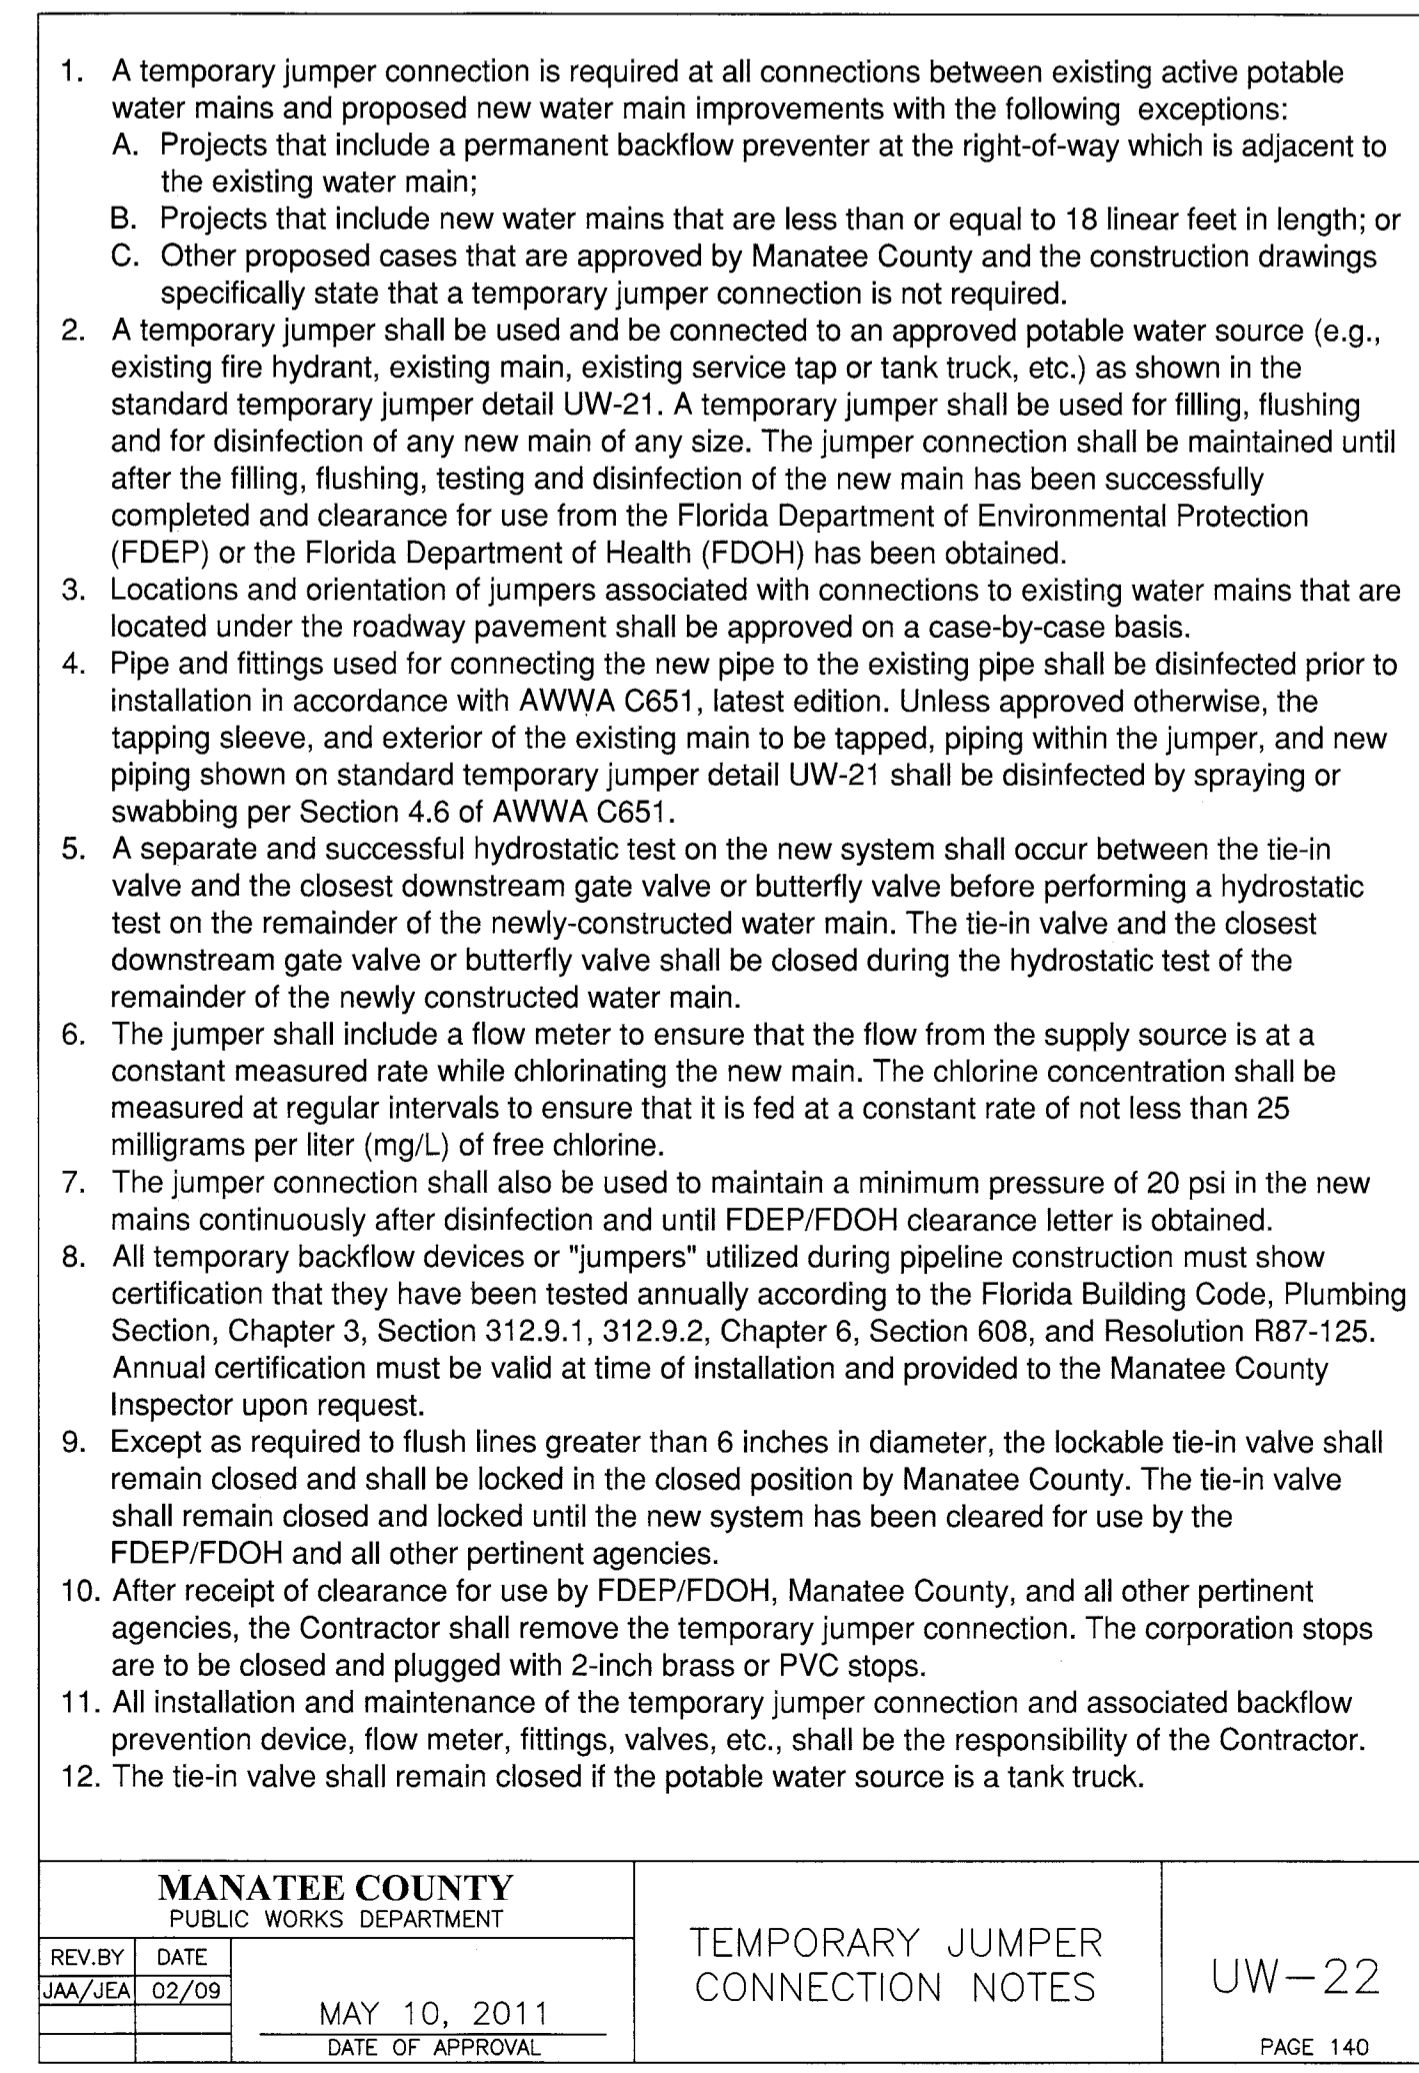 1. A temporary jumper connection is required at all connections between existing active potable
water mains and proposed new water main improvements with the following exceptions:
A. Projects that include a permanent backflow preventer at the right-of-way which is adjacent to
the existing water main;
B. Projects that include new water mains that are less than or equal to 18 linear feet in length; or
C. Other proposed cases that are approved by Manatee County and the construction drawings
specifically state that a temporary jumper connection is not required.
2. A temporary jumper shall be used and be connected to an approved potable water source (e.g.,
existing fire hydrant, existing main, existing service tap or tank truck, etc.) as shown in the
standard temporary jumper detail UW-21. A temporary jumper shall be used for filling, flushing
and for disinfection of any new main of any size. The jumper connection shall be maintained until
after the filling, flushing, testing and disinfection of the new main has been successfully
completed and clearance for use from the Florida Department of Environmental Protection
(FDEP) or the Florida Department of Health (FDOH) has been obtained.
3. Locations and orientation of jumpers associated with connections to existing water mains that are
located under the roadway pavement shall be approved on a case-by-case basis.
4. Pipe and fittings used for connecting the new pipe to the existing pipe shall be disinfected prior to
installation in accordance with AWWA C651, latest edition. Unless approved otherwise, the
tapping sleeve, and exterior of the existing main to be tapped, piping within the jumper, and new
piping shown on standard temporary jumper detail UW-21 shall be disinfected by spraying or
swabbing per Section 4.6 of AWWA C651.
5. A separate and successful hydrostatic test on the new system shall occur between the tie-in
valve and the closest downstream gate valve or butterfly valve before performing a hydrostatic
test on the remainder of the newly-constructed water main. The tie-in valve and the closest
downstream gate valve or butterfly valve shall be closed during the hydrostatic test of the
remainder of the newly constructed water main.
6. The jumper shall include a flow meter to ensure that the flow from the supply source is at a
constant measured rate while chlorinating the new main. The chlorine concentration shall be
measured at regular intervals to ensure that it is fed at a constant rate of not less than 25
milligrams per liter (mg/L) of free chlorine.
7. The jumper connection shall also be used to maintain a minimum pressure of 20 psi in the new
mains continuously after disinfection and until FDEP/FDOH clearance letter is obtained.
8. All temporary backflow devices or "jumpers" utilized during pipeline construction must show
certification that they have been tested annually according to the Florida Building Code, Plumbing
Section, Chapter 3, Section 312.9.1, 312.9.2, Chapter 6, Section 608, and Resolution R87-125.
Annual certification must be valid at time of installation and provided to the Manatee County
Inspector upon request.
9. Except as required to flush lines greater than 6 inches in diameter, the lockable tie-in valve shall
remain closed and shall be locked in the closed position by Manatee County. The tie-in valve
shall remain closed and locked until the new system has been cleared for use by the
FDEP/FDOH and all other pertinent agencies.
10. After receipt of clearance for use by FDEP/FDOH, Manatee County, and all other pertinent
agencies, the Contractor shall remove the temporary jumper connection. The corporation stops
are to be closed and plugged with 2-inch brass or PVC stops.
11. All installation and maintenance of the temporary jumper connection and associated backflow
prevention device, flow meter, fittings, valves, etc., shall be the responsibility of the Contractor.
12. The tie-in valve shall remain closed if the potable water source is a tank truck.
MANATEE COUNTY
PUBLIC WORKS DEPARTMENT
REV.BY DATE
JAA/JEA 02/09
MAY 10, 2011
DATE OF APPROVAL
TEMPORARY JUMPER
CONNECTION NOTES
UW-22
PAGE 140